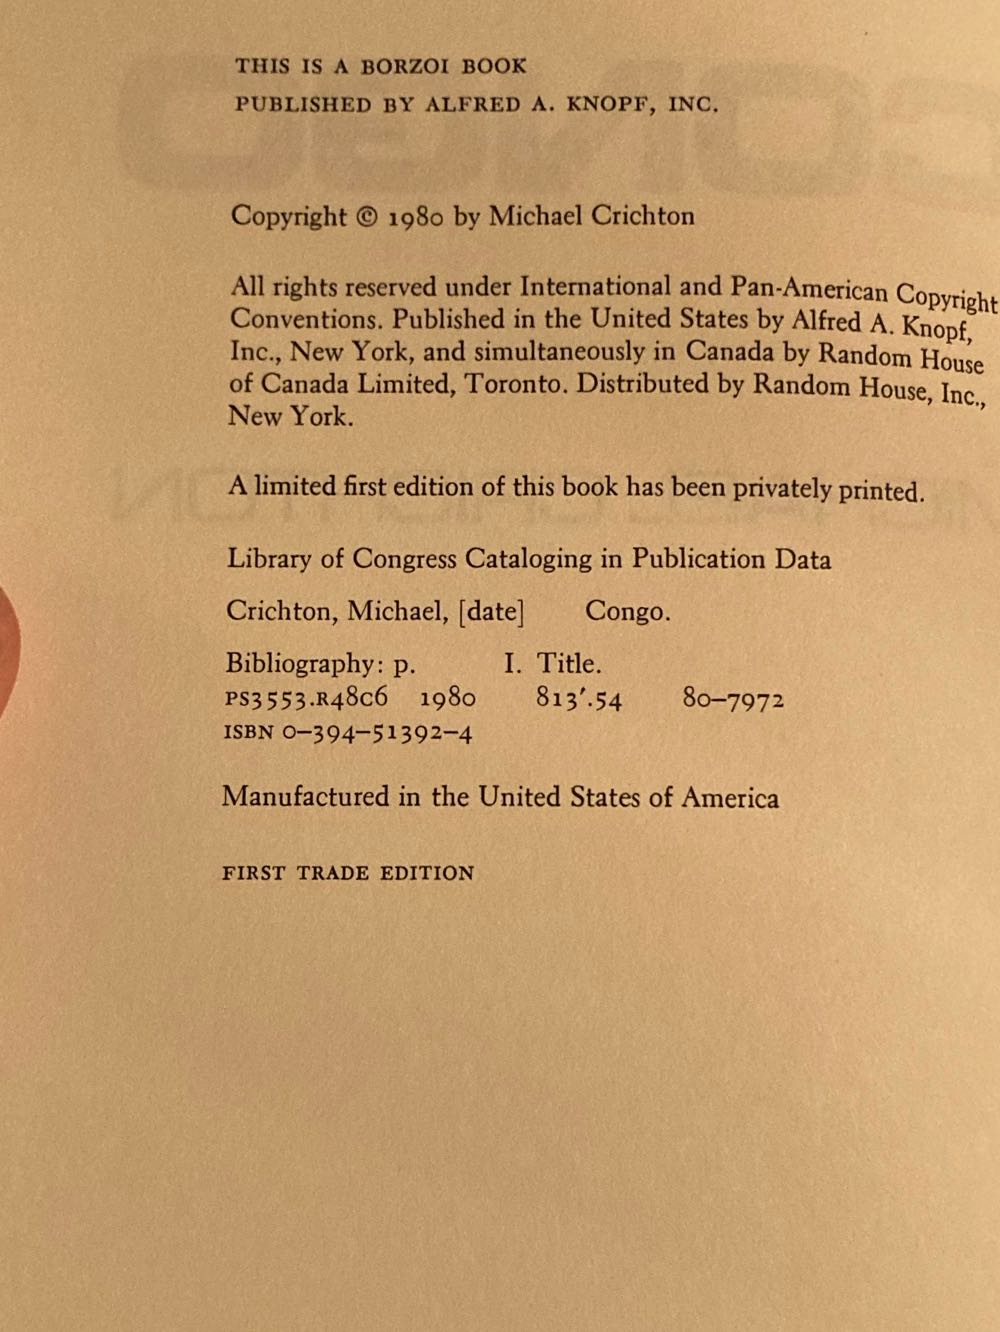 THIS IS A BORZOI BOOK
PUBLISHED BY ALFRED A. KNOPF, INC.
Copyright © 1980 by Michael Crichton
All rights reserved under International and Pan-American Copyright
Conventions. Published in the United States by Alfred A. Knopf,
Inc., New York, and simultaneously in Canada by Random House
of Canada Limited, Toronto. Distributed by Random House, Inc.,
New York.
A limited first edition of this book has been privately printed.
Library of Congress Cataloging in Publication Data
Crichton, Michael, [date] Congo.
Bibliography: p. I. Title.
PS3553.R48C6 1980 813′.54 80–7972
ISBN 0–394–51392–4
Manufactured in the United States of America
FIRST TRADE EDITION